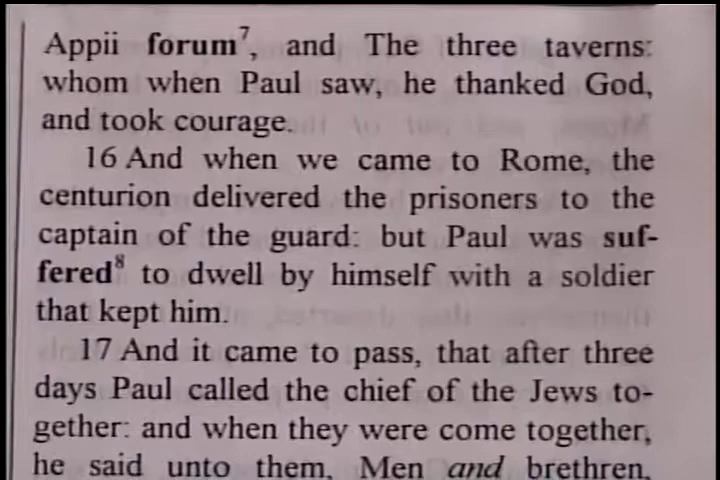 Appii forum⁷, and The three taverns:
whom when Paul saw, he thanked God,
and took courage.
16 And when we came to Rome, the
centurion delivered the prisoners to the
captain of the guard: but Paul was suf-
fered⁸ to dwell by himself with a soldier
that kept him.
17 And it came to pass, that after three
days Paul called the chief of the Jews to-
gether: and when they were come together,
he said unto them, Men and brethren,